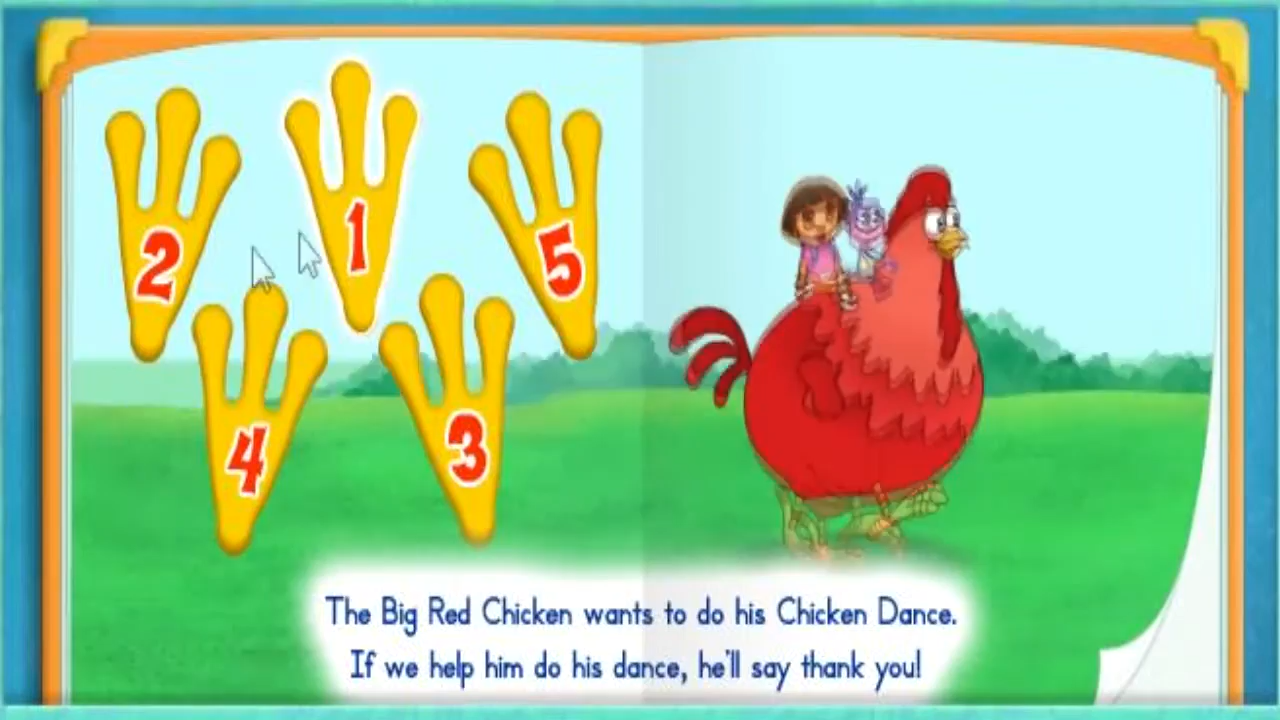 2
1
5
4
3
The Big Red Chicken wants to do his Chicken Dance.
If we help him do his dance, he'll say thank you!